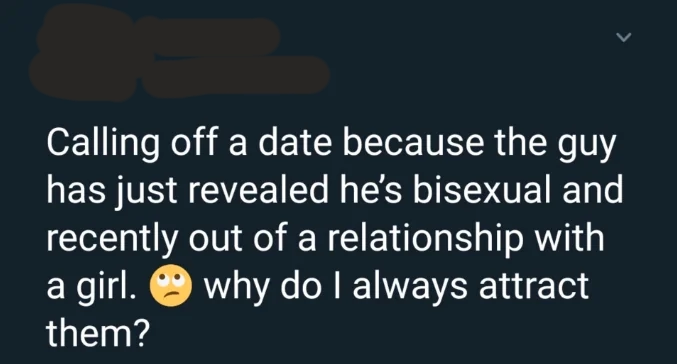 Calling off a date because the guy
has just revealed he's bisexual and
recently out of a relationship with
a girl. 🙄 why do I always attract
them?